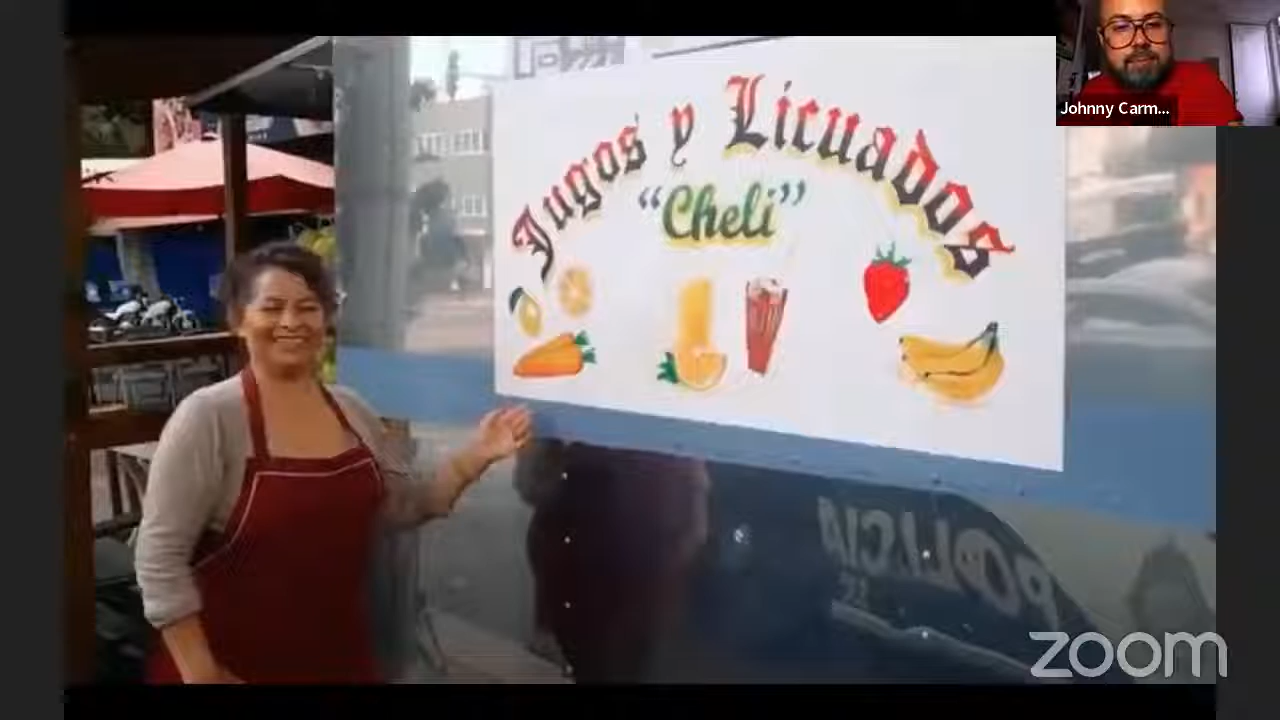 Johnny Carm...
Jugos y Licuados
"Cheli"
POLICIA
zoom